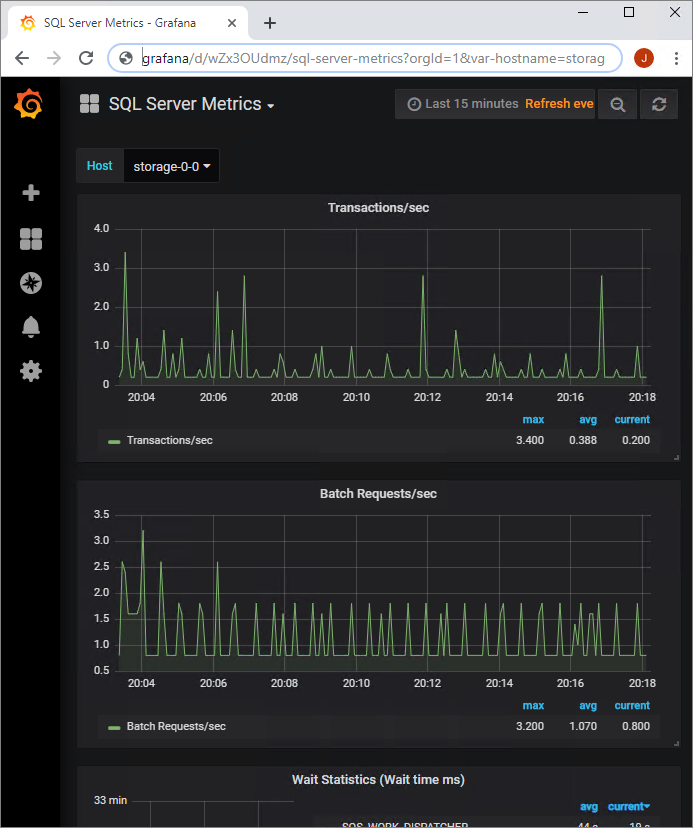 SQL Server Metrics - Grafana
grafana/d/wZx3OUdmz/sql-server-metrics?orgId=1&var-hostname=storag
J
SQL Server Metrics
Last 15 minutes Refresh eve
Host storage-0-0
Transactions/sec
4.0
3.0
2.0
1.0
0
20:04 20:06 20:08 20:10 20:12 20:14 20:16 20:18
max avg current
Transactions/sec 3.400 0.388 0.200
Batch Requests/sec
3.5
3.0
2.5
2.0
1.5
1.0
0.5
20:04 20:06 20:08 20:10 20:12 20:14 20:16 20:18
max avg current
Batch Requests/sec 3.200 1.070 0.800
Wait Statistics (Wait time ms)
33 min
avg current
SOS_WORK_DISPATCHER 44 s 19 s